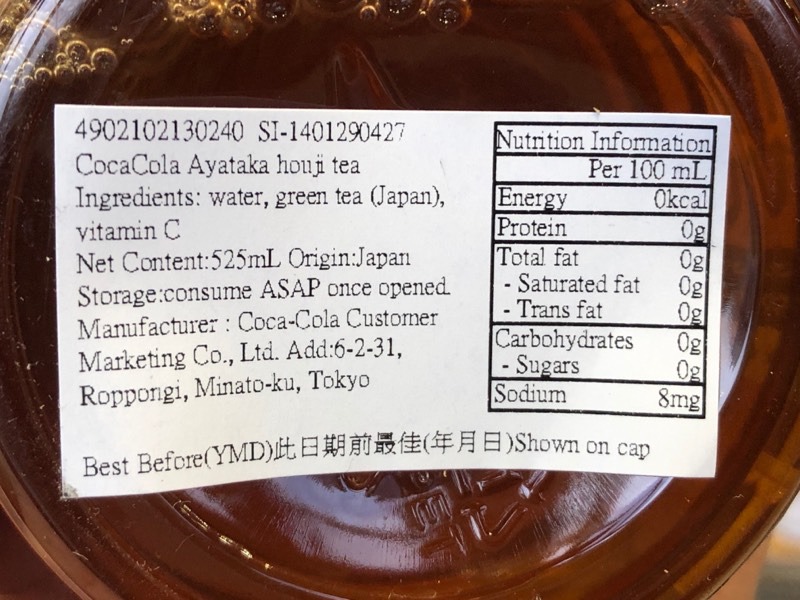 4902102130240 SI-1401290427
CocaCola Ayataka houji tea
Ingredients: water, green tea (Japan),
vitamin C
Net Content:525mL Origin:Japan
Storage:consume ASAP once opened.
Manufacturer : Coca-Cola Customer
Marketing Co., Ltd. Add:6-2-31,
Roppongi, Minato-ku, Tokyo
Nutrition Information
Per 100 mL
Energy 0kcal
Protein 0g
Total fat 0g
- Saturated fat 0g
- Trans fat 0g
Carbohydrates 0g
- Sugars 0g
Sodium 8mg
Best Before(YMD)此日期前最佳(年月日)Shown on cap